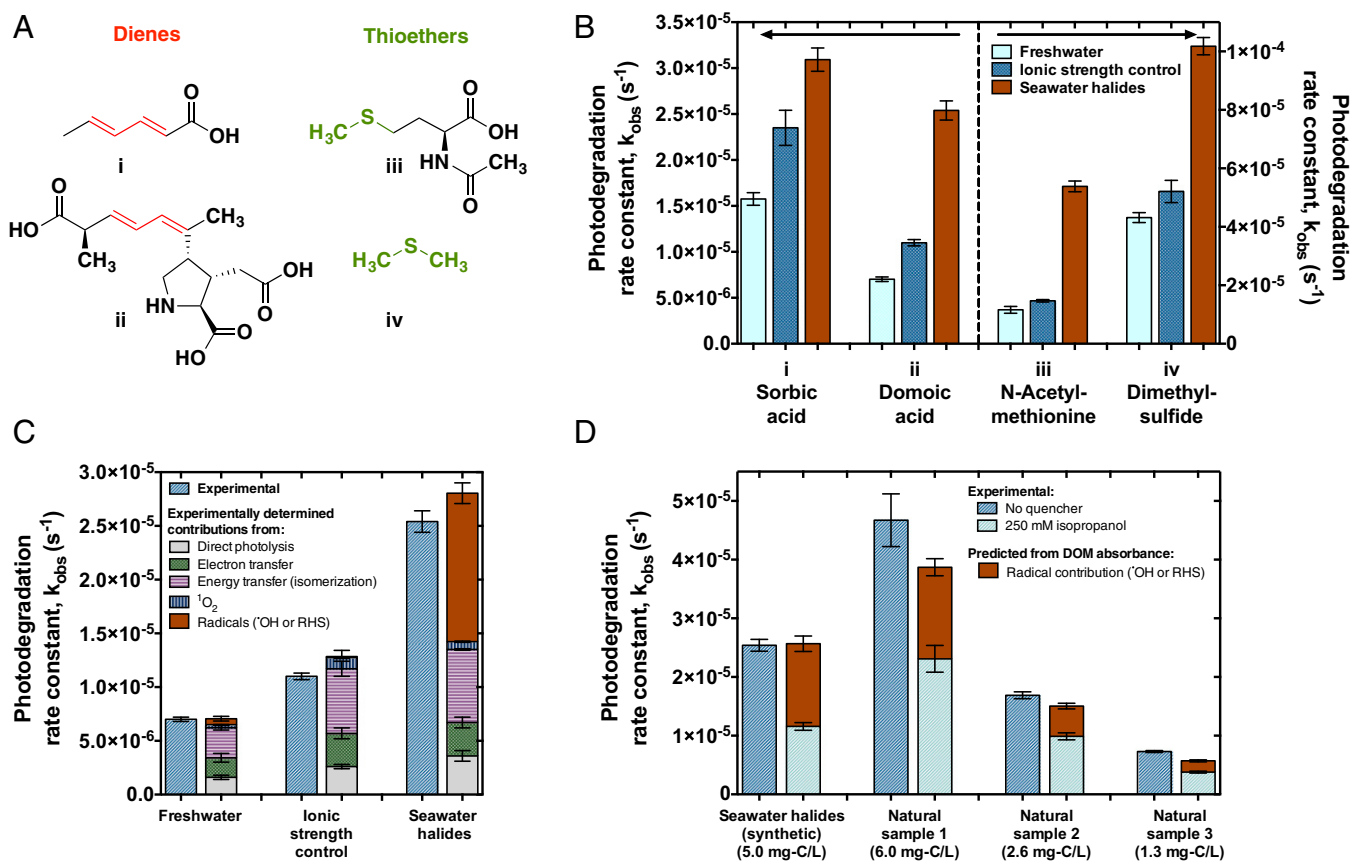 A
Dienes
Thioethers
O
OH
i
H₃C
S
O
OH
HN
CH₃
O
iii
O
HO
CH₃
CH₃
OH
O
HN
O
HO
ii
H₃C
S
CH₃
iv
B
Photodegradation
rate constant, kobs (s⁻¹)
3.5×10⁻⁵
3.0×10⁻⁵
2.5×10⁻⁵
2.0×10⁻⁵
1.5×10⁻⁵
1.0×10⁻⁵
5.0×10⁻⁶
0.0
Freshwater
Ionic strength control
Seawater halides
1×10⁻⁴
8×10⁻⁵
6×10⁻⁵
4×10⁻⁵
2×10⁻⁵
0
Photodegradation
rate constant, kobs (s⁻¹)
i
Sorbic
acid
ii
Domoic
acid
iii
N-Acetyl-
methionine
iv
Dimethyl-
sulfide
C
Photodegradation
rate constant, kobs (s⁻¹)
3.0×10⁻⁵
2.5×10⁻⁵
2.0×10⁻⁵
1.5×10⁻⁵
1.0×10⁻⁵
5.0×10⁻⁶
0.0
Experimental
Experimentally determined
contributions from:
Direct photolysis
Electron transfer
Energy transfer (isomerization)
¹O₂
Radicals (•OH or RHS)
Freshwater
Ionic
strength
control
Seawater
halides
D
Photodegradation
rate constant, kobs (s⁻¹)
5×10⁻⁵
4×10⁻⁵
3×10⁻⁵
2×10⁻⁵
1×10⁻⁵
0
Experimental:
No quencher
250 mM isopropanol
Predicted from DOM absorbance:
Radical contribution (•OH or RHS)
Seawater halides
(synthetic)
(5.0 mg-C/L)
Natural
sample 1
(6.0 mg-C/L)
Natural
sample 2
(2.6 mg-C/L)
Natural
sample 3
(1.3 mg-C/L)